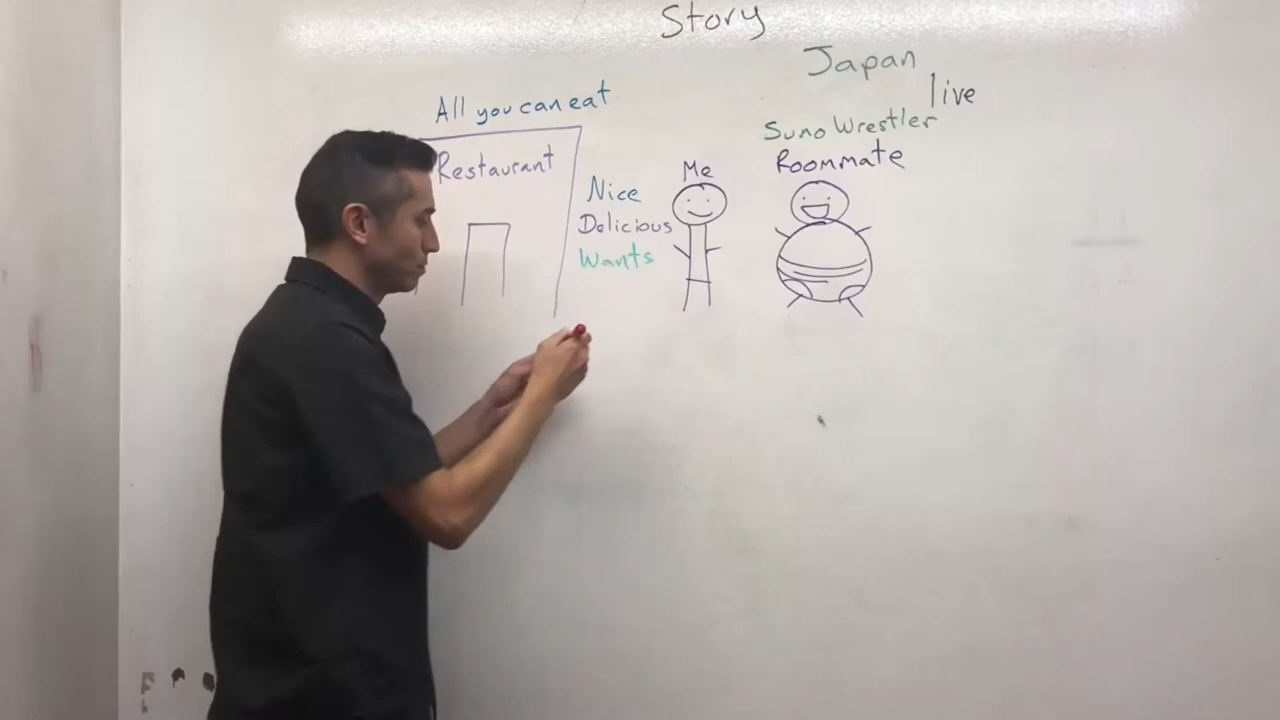 Story
Japan
live
All you can eat
Restaurant
Suno Wrestler
Roommate
Me
Nice
Delicious
Wants